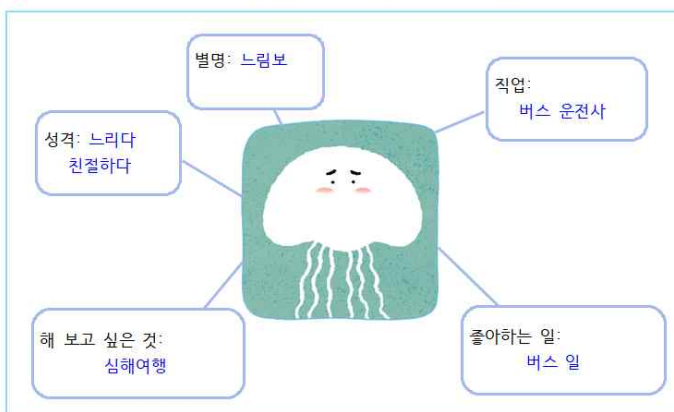 별명: 느림보
직업:
버스 운전사
성격: 느리다
친절하다
해 보고 싶은 것:
심해여행
좋아하는 일:
버스 일